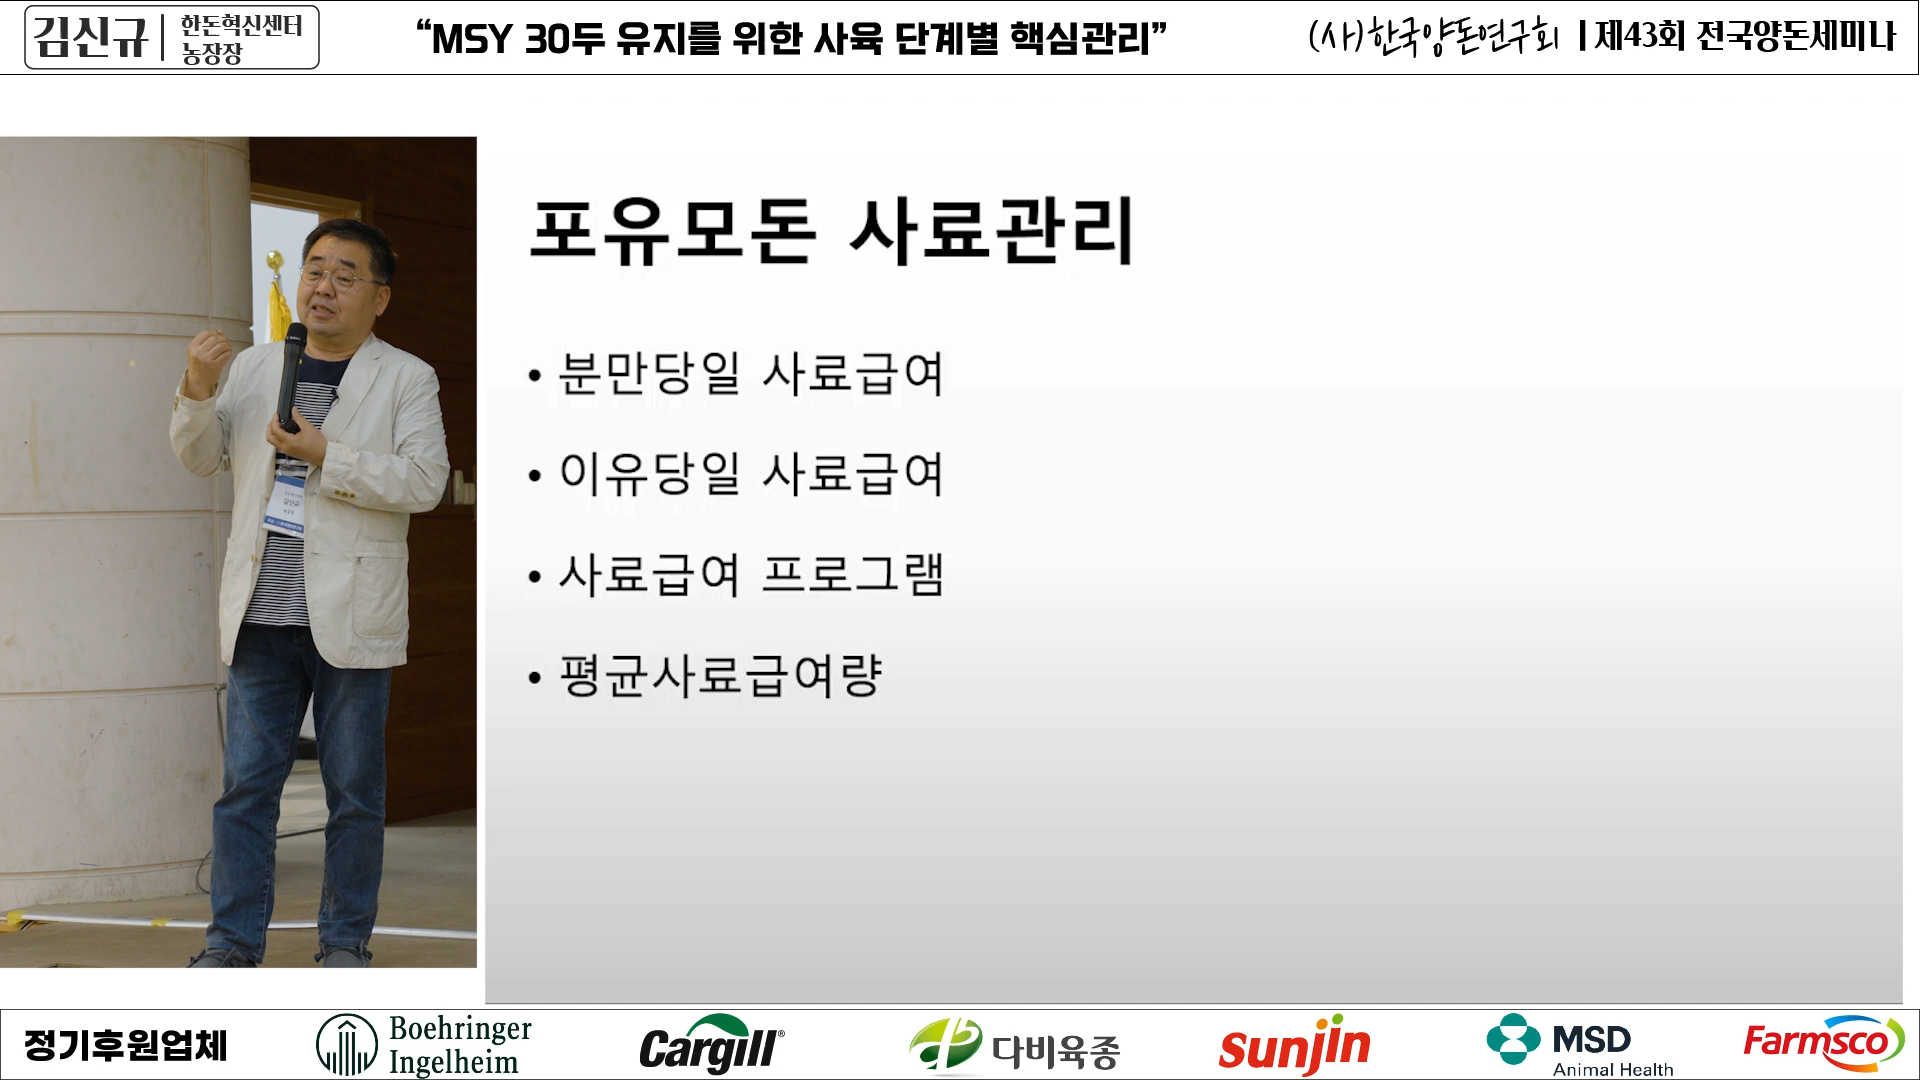 김신규
한돈혁신센터
농장장
“MSY 30두 유지를 위한 사육 단계별 핵심관리”
(사)한국양돈연구회 | 제43회 전국양돈세미나
포유모돈 사료관리
• 분만당일 사료급여
• 이유당일 사료급여
• 사료급여 프로그램
• 평균사료급여량
김신규
정기후원업체
Boehringer
Ingelheim
Cargill®
다비육종
sunjin
MSD
Animal Health
Farmsco